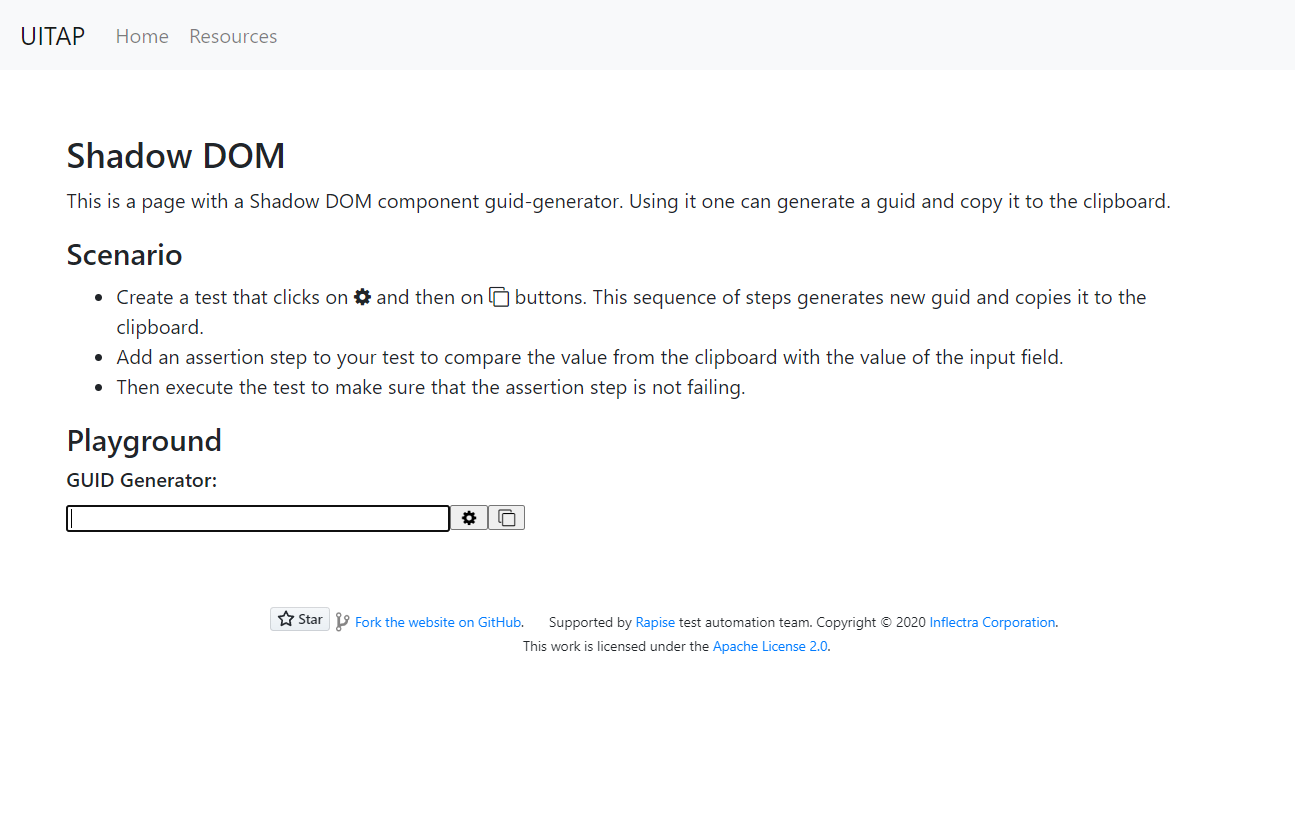 UITAP Home Resources
Shadow DOM
This is a page with a Shadow DOM component guid-generator. Using it one can generate a guid and copy it to the clipboard.
Scenario
Create a test that clicks on and then on buttons. This sequence of steps generates new guid and copies it to the
clipboard.
Add an assertion step to your test to compare the value from the clipboard with the value of the input field.
Then execute the test to make sure that the assertion step is not failing.
Playground
GUID Generator:
Star Fork the website on GitHub. Supported by Rapise test automation team. Copyright © 2020 Inflectra Corporation.
This work is licensed under the Apache License 2.0.